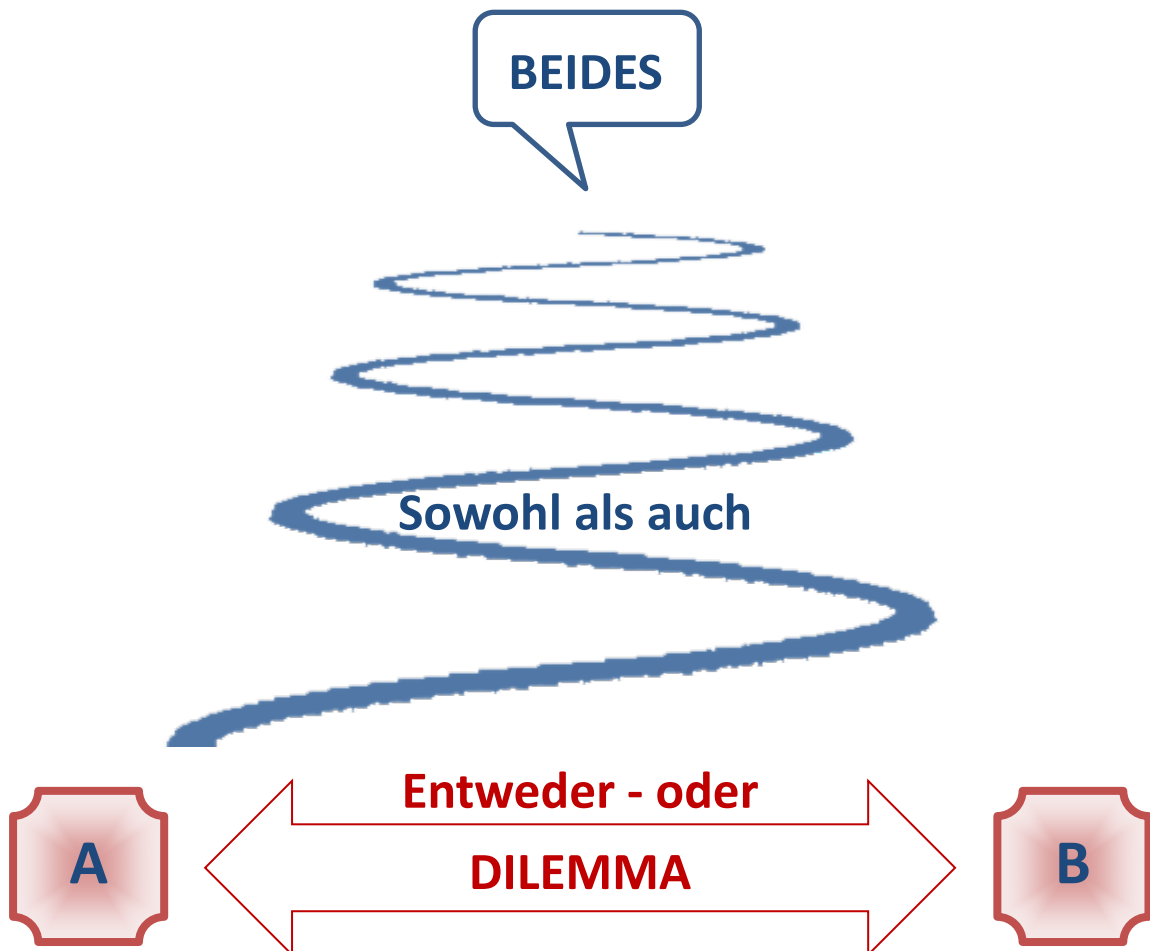 BEIDES
Sowohl als auch
Entweder - oder
A
DILEMMA
B